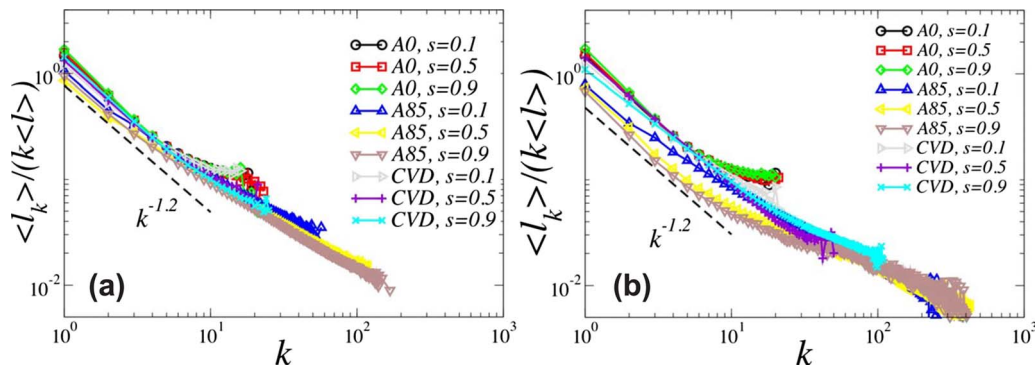 <l_k>/(k<l>)
10^0
10^-2
A0, s=0.1
A0, s=0.5
A0, s=0.9
A85, s=0.1
A85, s=0.5
A85, s=0.9
CVD, s=0.1
CVD, s=0.5
CVD, s=0.9
k^-1.2
(a)
10^0
10^1
10^2
10^3
k
<l_k>/(k<l>)
10^0
10^-2
A0, s=0.1
A0, s=0.5
A0, s=0.9
A85, s=0.1
A85, s=0.5
A85, s=0.9
CVD, s=0.1
CVD, s=0.5
CVD, s=0.9
k^-1.2
(b)
10^0
10^1
10^2
10^3
k